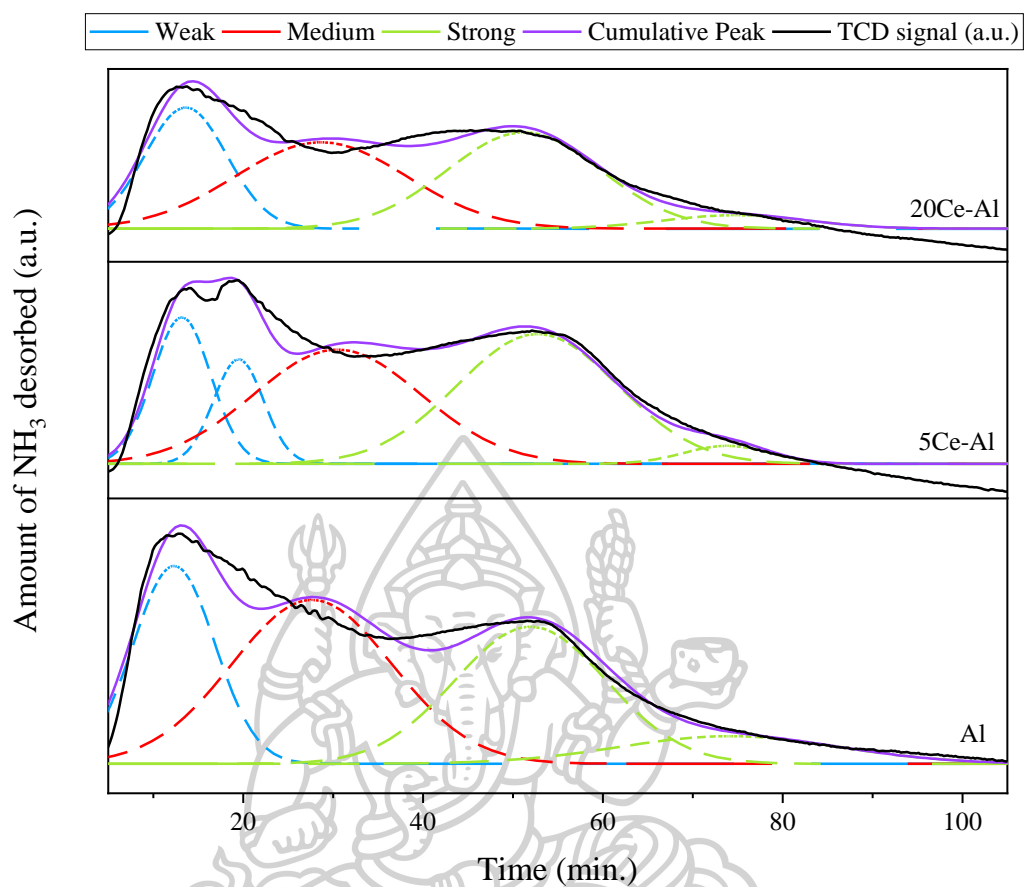 Weak Medium Strong Cumulative Peak TCD signal (a.u.)
20Ce-Al
5Ce-Al
Al
Amount of NH₃ desorbed (a.u.)
20 40 60 80 100
Time (min.)